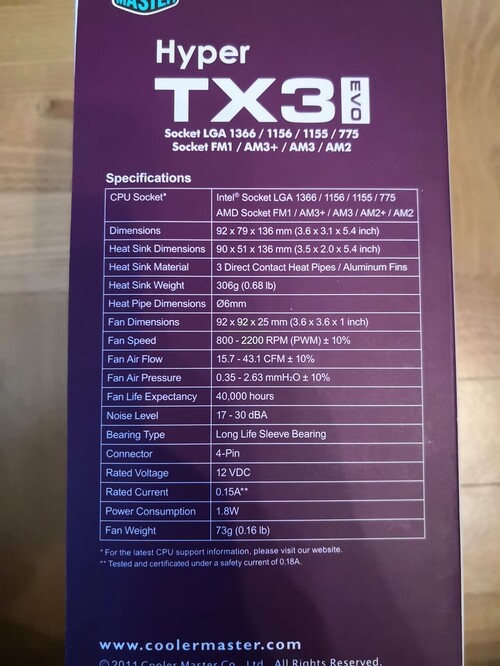 MASTER
Hyper
TX3 EVO
Socket LGA 1366 / 1156 / 1155 / 775
Socket FM1 / AM3+ / AM3 / AM2
Specifications
CPU Socket* Intel® Socket LGA 1366 / 1156 / 1155 / 775
AMD Socket FM1 / AM3+ / AM3 / AM2+ / AM2
Dimensions 92 x 79 x 136 mm (3.6 x 3.1 x 5.4 inch)
Heat Sink Dimensions 90 x 51 x 136 mm (3.5 x 2.0 x 5.4 inch)
Heat Sink Material 3 Direct Contact Heat Pipes / Aluminum Fins
Heat Sink Weight 306g (0.68 lb)
Heat Pipe Dimensions Ø6mm
Fan Dimensions 92 x 92 x 25 mm (3.6 x 3.6 x 1 inch)
Fan Speed 800 - 2200 RPM (PWM) ± 10%
Fan Air Flow 15.7 - 43.1 CFM ± 10%
Fan Air Pressure 0.35 - 2.63 mmH₂O ± 10%
Fan Life Expectancy 40,000 hours
Noise Level 17 - 30 dBA
Bearing Type Long Life Sleeve Bearing
Connector 4-Pin
Rated Voltage 12 VDC
Rated Current 0.15A**
Power Consumption 1.8W
Fan Weight 73g (0.16 lb)
* For the latest CPU support information, please visit our website.
** Tested and certificated under a safety current of 0.18A.
www.coolermaster.com
© 2011 Cooler Master Co., Ltd. All Rights Reserved.